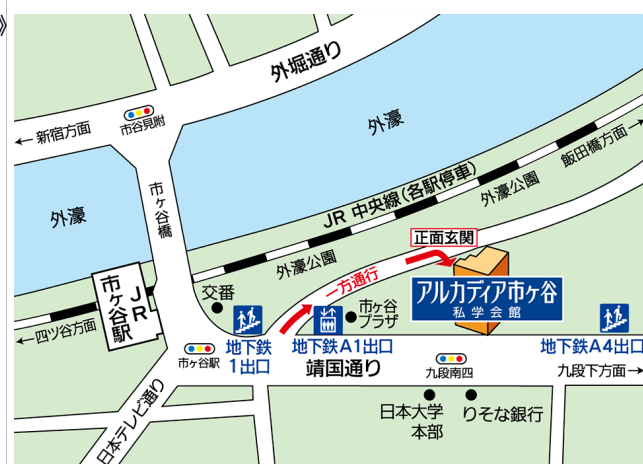 》
外堀通り
←新宿方面
市谷見附
外濠
飯田橋方面→
市ヶ谷橋
外濠
JR 中央線(各駅停車)
外濠公園
正面玄関
外濠公園
一方通行
JR
市ヶ谷駅
交番
市ヶ谷
プラザ
アルカディア市ヶ谷
私学会館
←四ツ谷方面
市ヶ谷駅
地下鉄
1出口
地下鉄A1出口
靖国通り
九段南四
地下鉄A4出口
九段下方面→
日本テレビ通り
日本大学
本部
りそな銀行